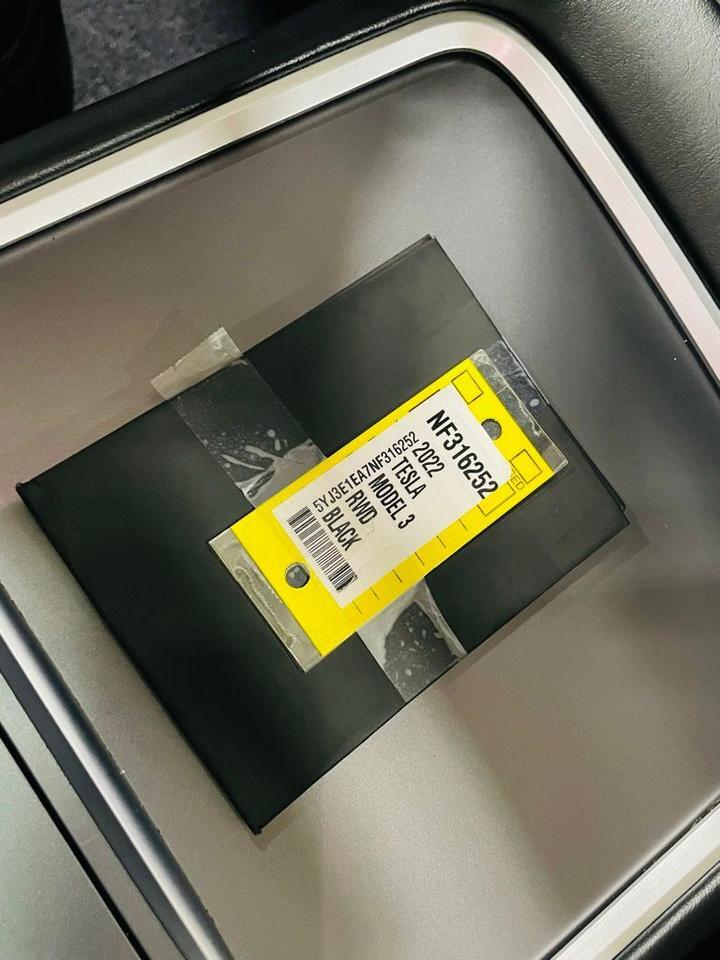 NF316252
5YJ3E1EA7NF316252
2022
TESLA
MODEL 3
RWD
BLACK